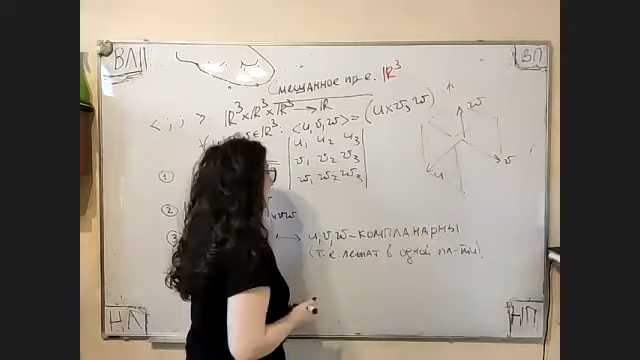 ВЛ
ВП
Смешанное пр-е. ℝ³
< ; ; > ℝ³×ℝ³×ℝ³→ℝ
∈ℝ³: <u,v,w> = (u×v, w)
u₁ u₂ u₃
v₁ v₂ v₃
w₁ w₂ w₃
w
v
u
①
②
③ → u,v,w – компланарны
(т.е. лежат в одной пл-ти).
НЛ
НП